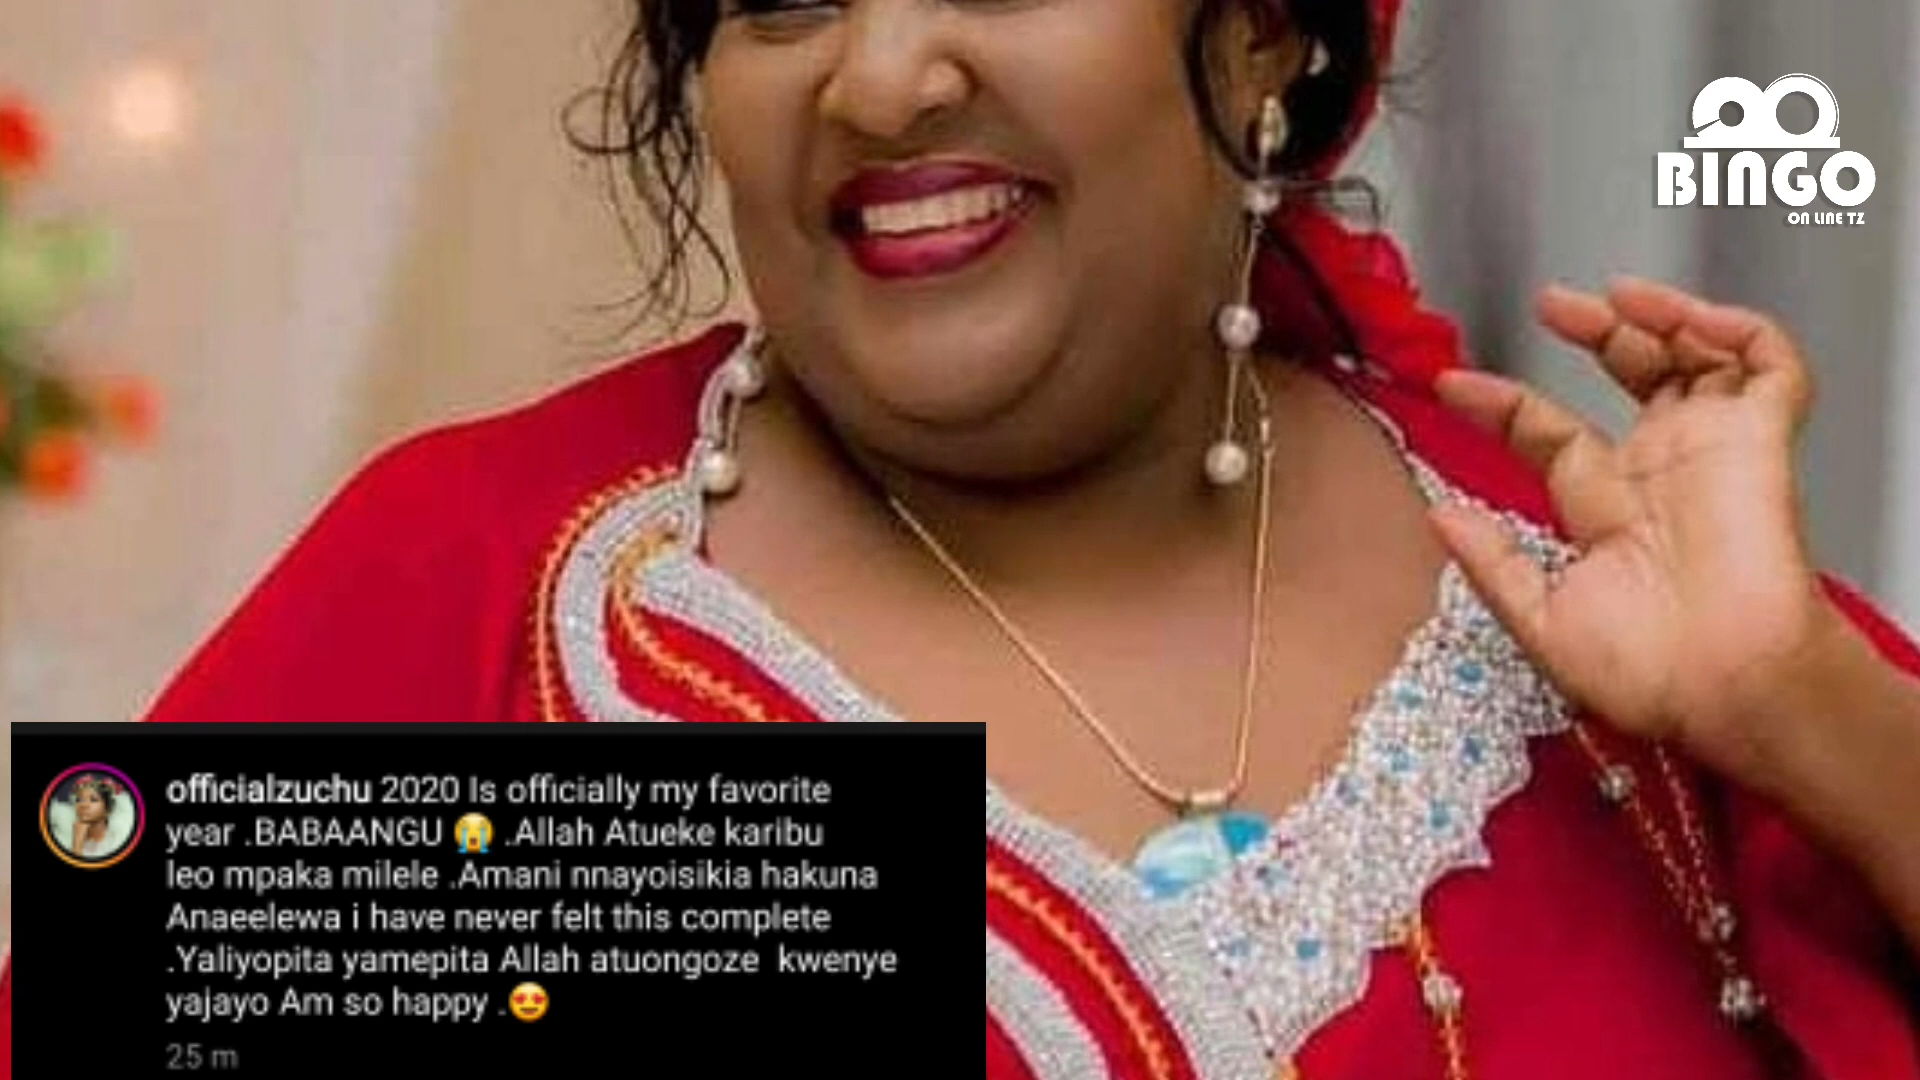 BINGO
ON LINE TZ
officialzuchu 2020 Is officially my favorite
year .BABAANGU 😭 .Allah Atueke karibu
leo mpaka milele .Amani nnayoisikia hakuna
Anaeelewa i have never felt this complete
.Yaliyopita yamepita Allah atuongoze kwenye
yajayo Am so happy .😍
25 m